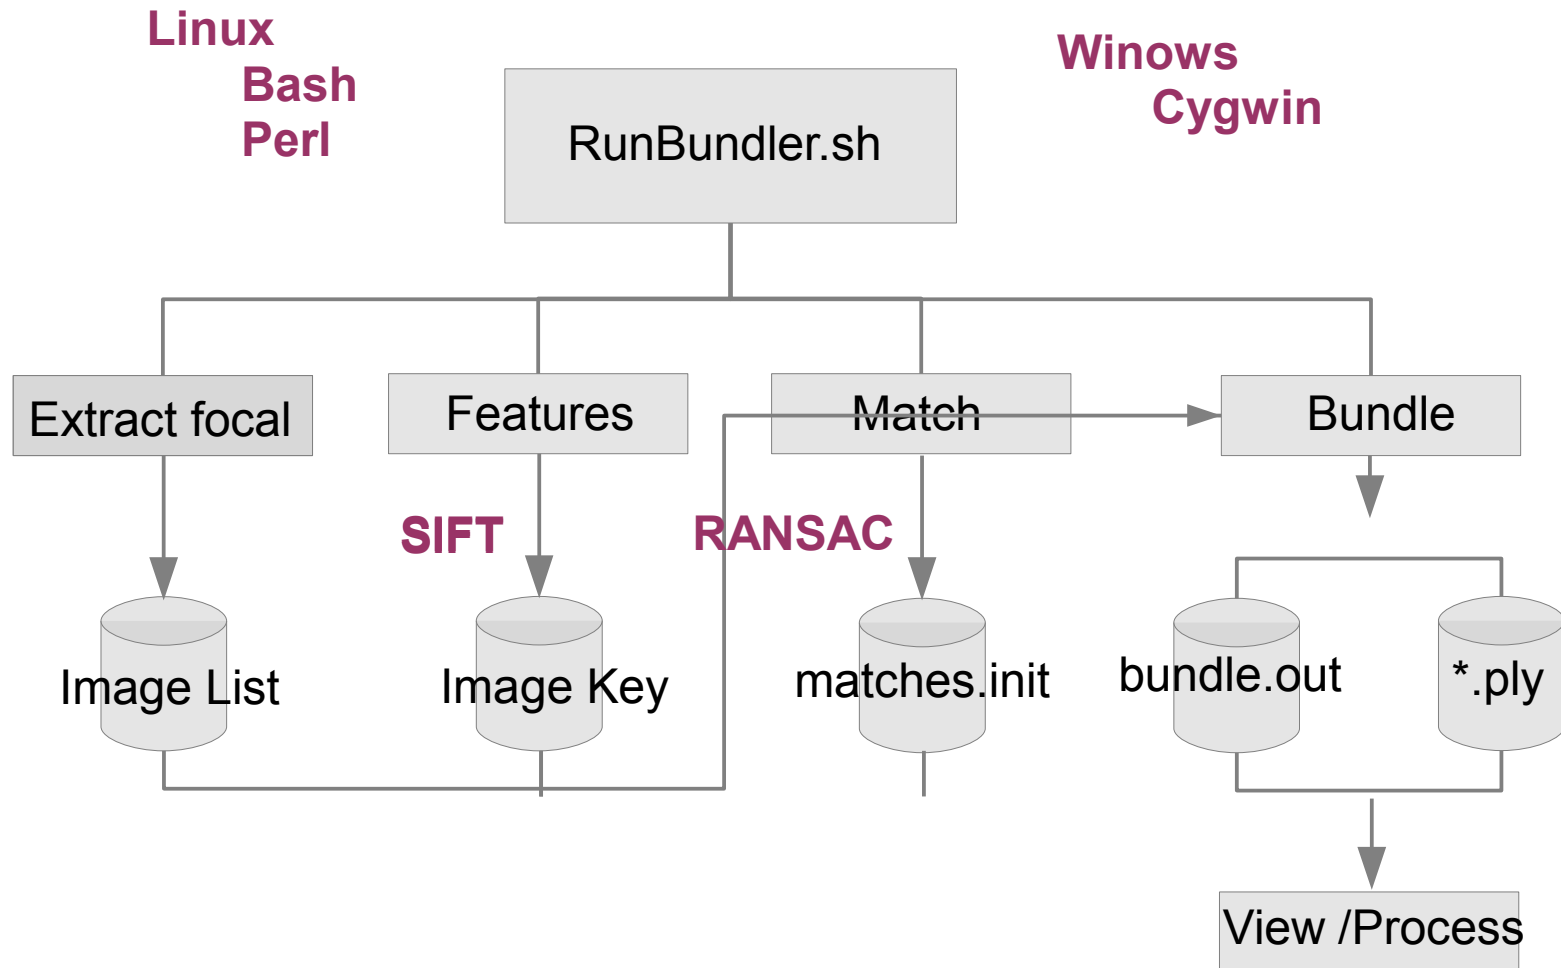 Linux
Bash
Perl
Winows
Cygwin
RunBundler.sh
Extract focal
Features
Match
Bundle
SIFT
RANSAC
Image List
Image Key
matches.init
bundle.out
*.ply
View /Process